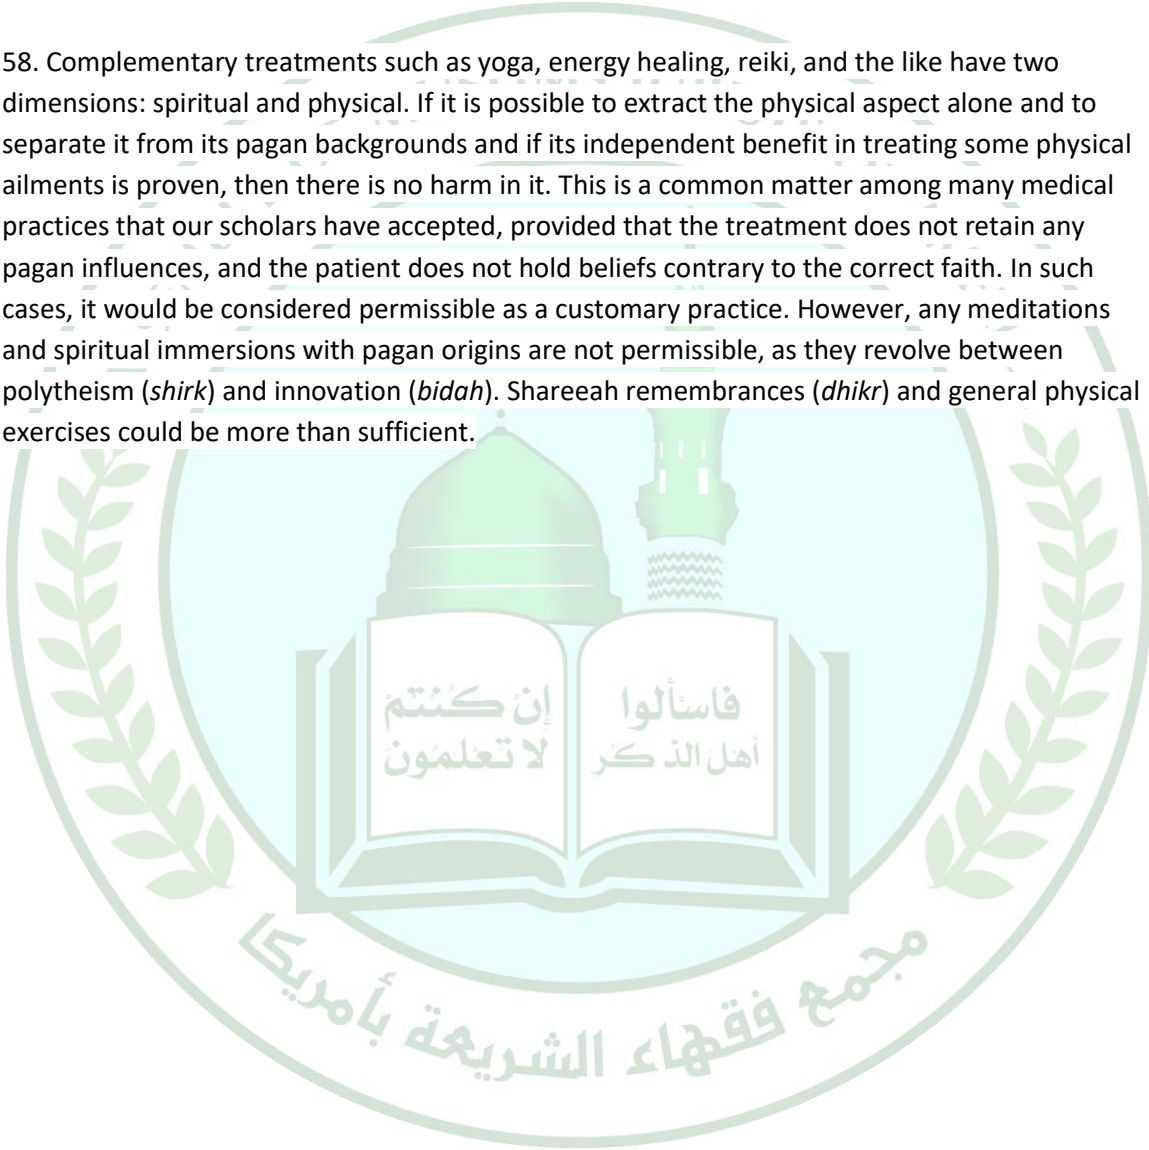 58. Complementary treatments such as yoga, energy healing, reiki, and the like have two
dimensions: spiritual and physical. If it is possible to extract the physical aspect alone and to
separate it from its pagan backgrounds and if its independent benefit in treating some physical
ailments is proven, then there is no harm in it. This is a common matter among many medical
practices that our scholars have accepted, provided that the treatment does not retain any
pagan influences, and the patient does not hold beliefs contrary to the correct faith. In such
cases, it would be considered permissible as a customary practice. However, any meditations
and spiritual immersions with pagan origins are not permissible, as they revolve between
polytheism (shirk) and innovation (bidah). Shareeah remembrances (dhikr) and general physical
exercises could be more than sufficient.
فاسألوا
أهل الذكر
إن كنتم
لا تعلمون
مجمع فقهاء الشريعة بأمريكا